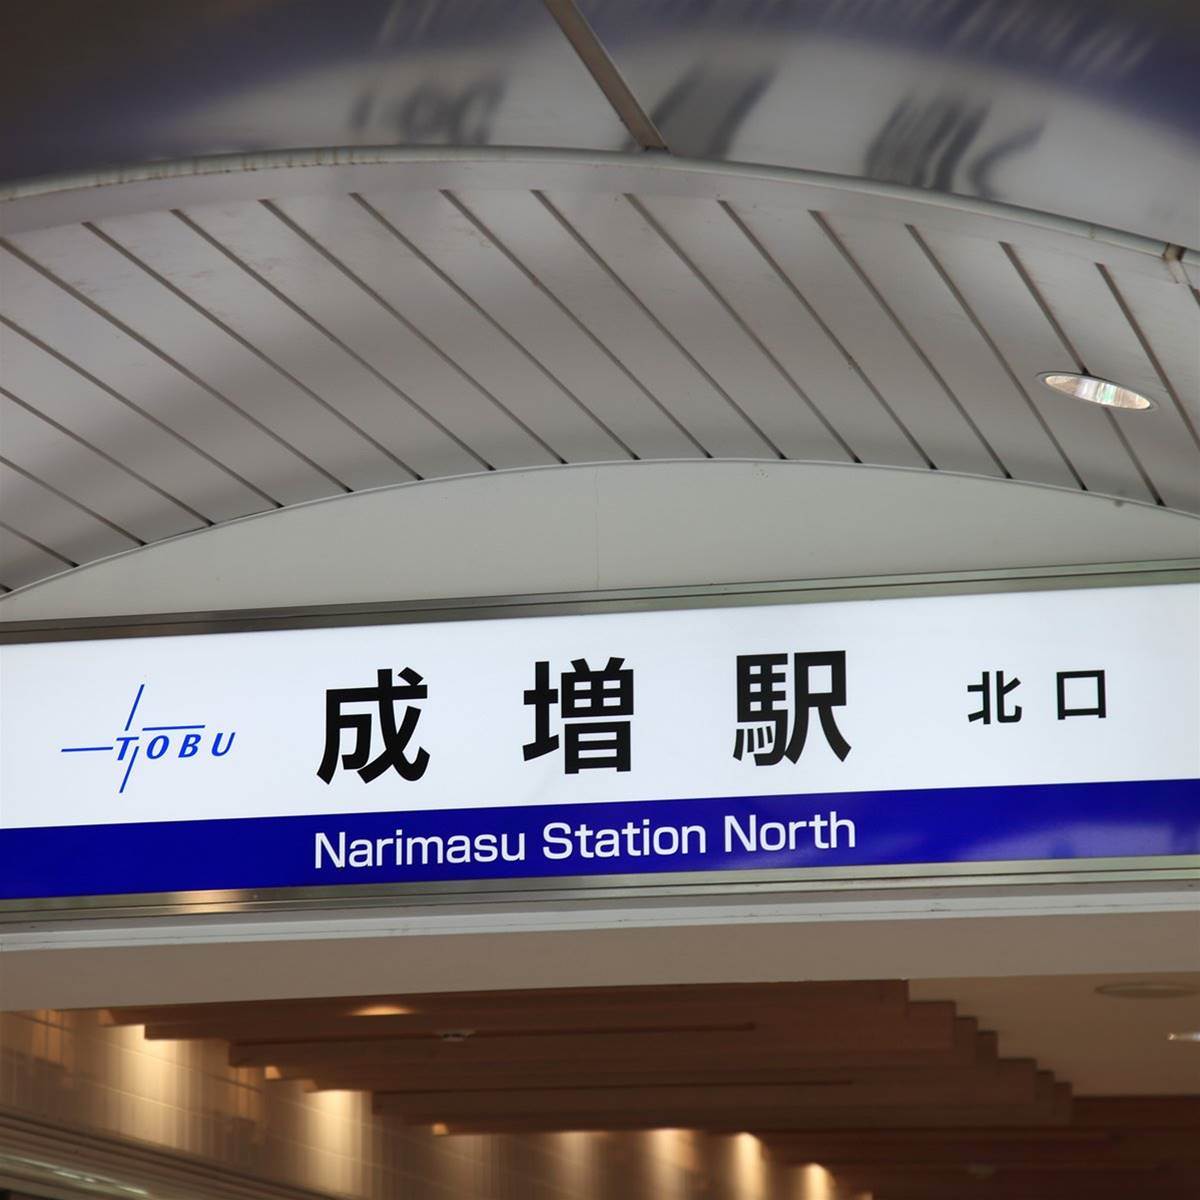 TOBU 成増駅 北口
Narimasu Station North